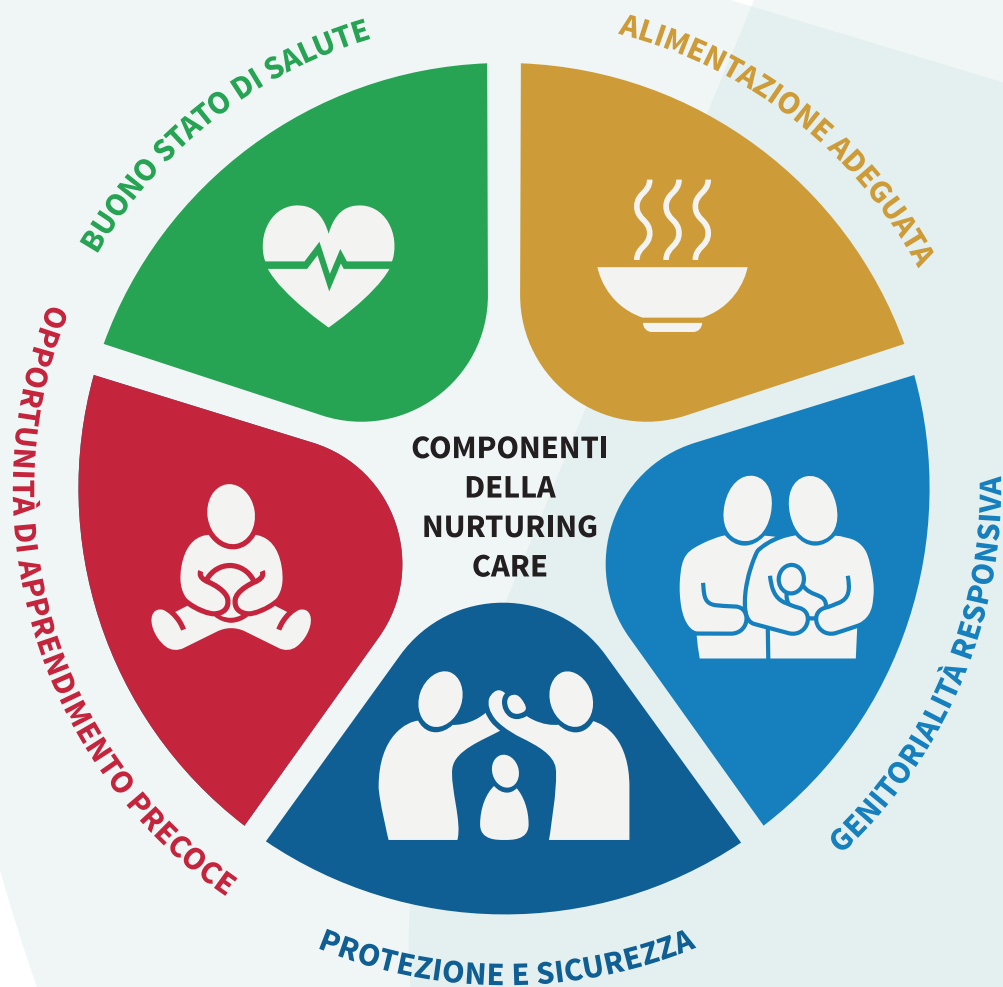 BUONO STATO DI SALUTE
ALIMENTAZIONE ADEGUATA
OPPORTUNITÀ DI APPRENDIMENTO PRECOCE
COMPONENTI
DELLA
NURTURING
CARE
GENITORIALITÀ RESPONSIVA
PROTEZIONE E SICUREZZA